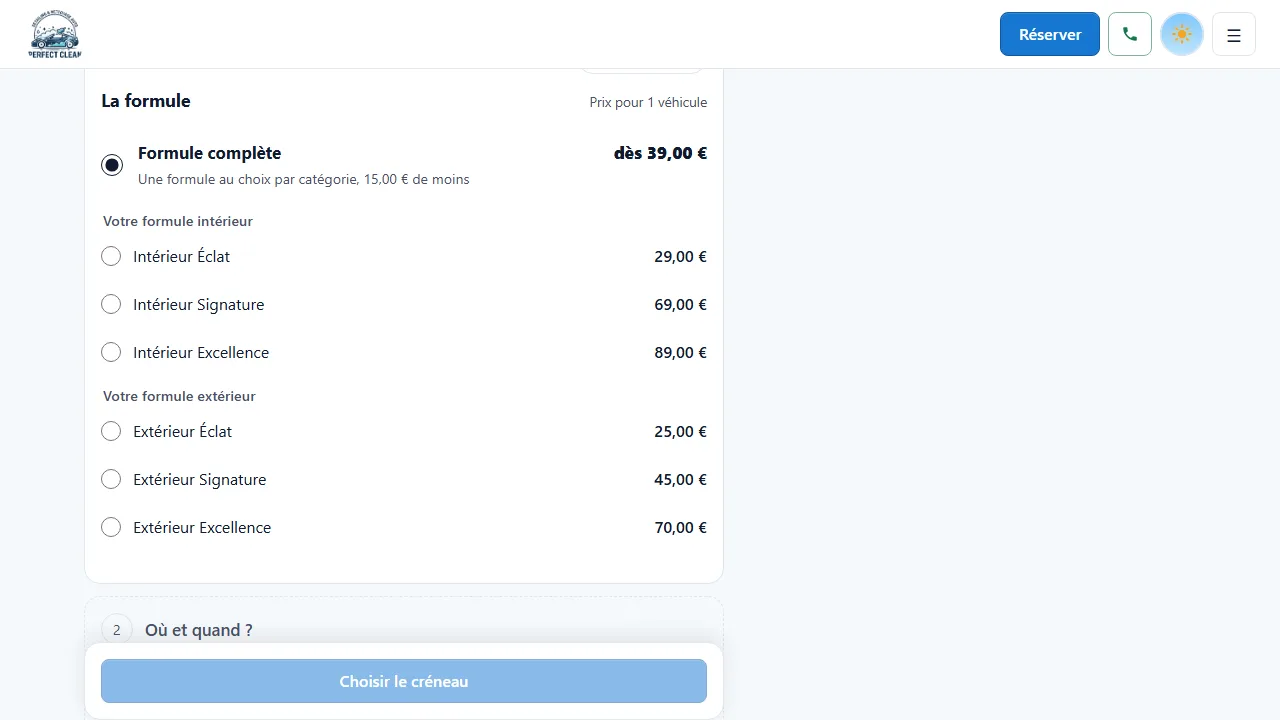 PERFECT CLEAN
Réserver
La formule
Prix pour 1 véhicule
Formule complète
dès 39,00 €
Une formule au choix par catégorie, 15,00 € de moins
Votre formule intérieur
Intérieur Éclat
29,00 €
Intérieur Signature
69,00 €
Intérieur Excellence
89,00 €
Votre formule extérieur
Extérieur Éclat
25,00 €
Extérieur Signature
45,00 €
Extérieur Excellence
70,00 €
2
Où et quand ?
Choisir le créneau